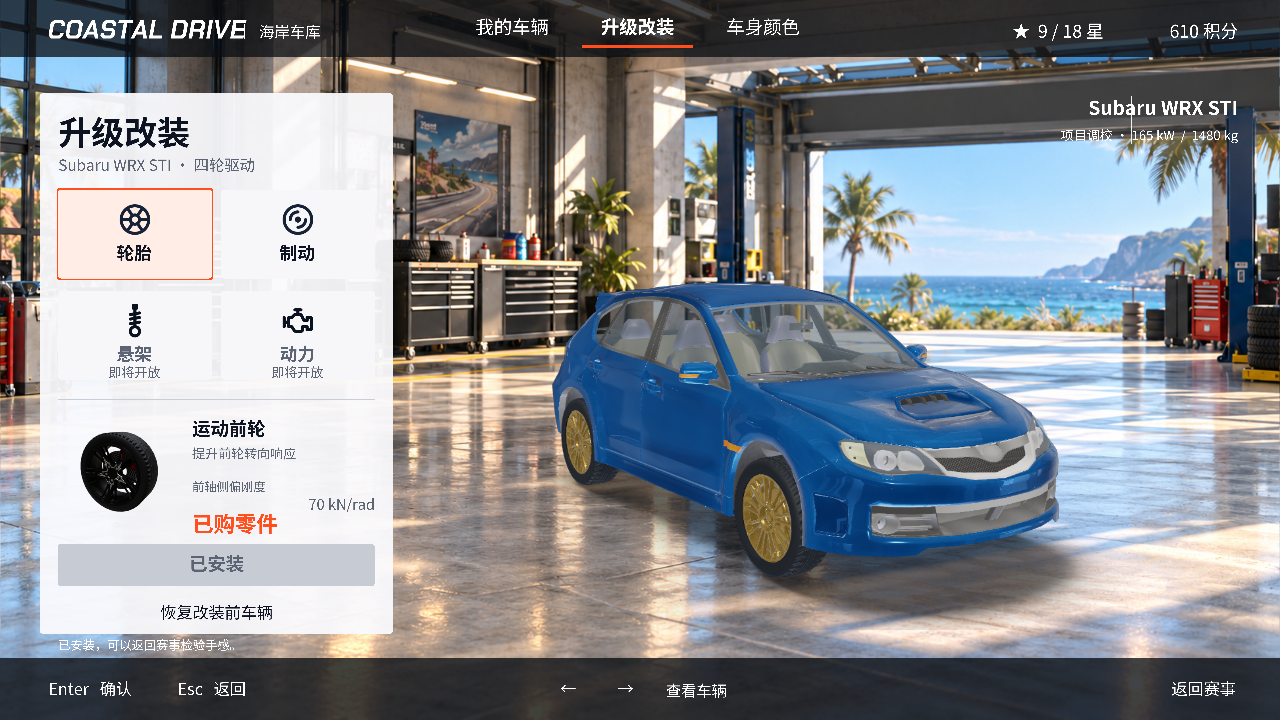 COASTAL DRIVE 海岸车库
我的车辆 升级改装 车身颜色
★ 9 / 18 星 610 积分
Subaru WRX STI
项目调校 · 165 kW / 1480 kg
升级改装
Subaru WRX STI · 四轮驱动
轮胎 制动
悬架 动力
即将开放 即将开放
运动前轮
提升前轮转向响应
前轴侧偏刚度
70 kN/rad
已购零件
已安装
恢复改装前车辆
已安装，可以返回赛事检验手感。
Enter 确认 Esc 返回 ← → 查看车辆 返回赛事